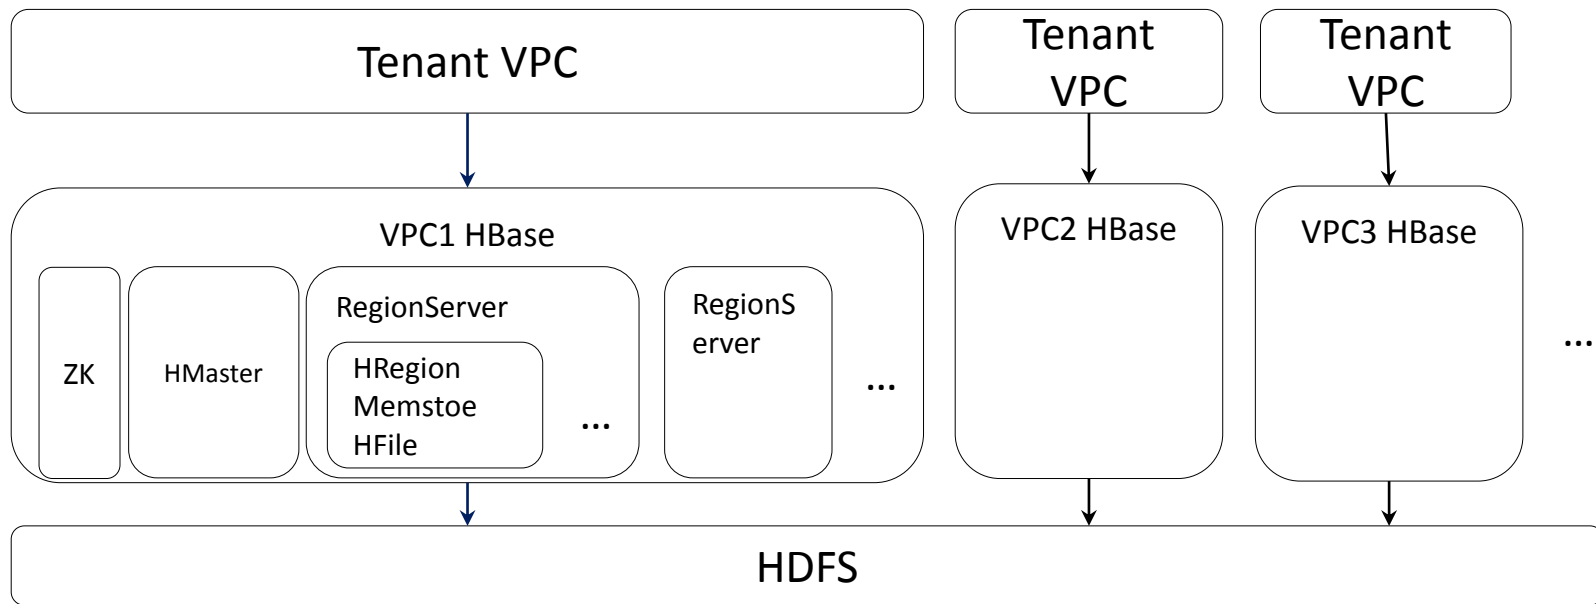 Tenant VPC
Tenant
VPC
Tenant
VPC
VPC1 HBase
ZK
HMaster
RegionServer
HRegion
Memstoe
HFile
...
RegionS
erver
...
VPC2 HBase
VPC3 HBase
...
HDFS